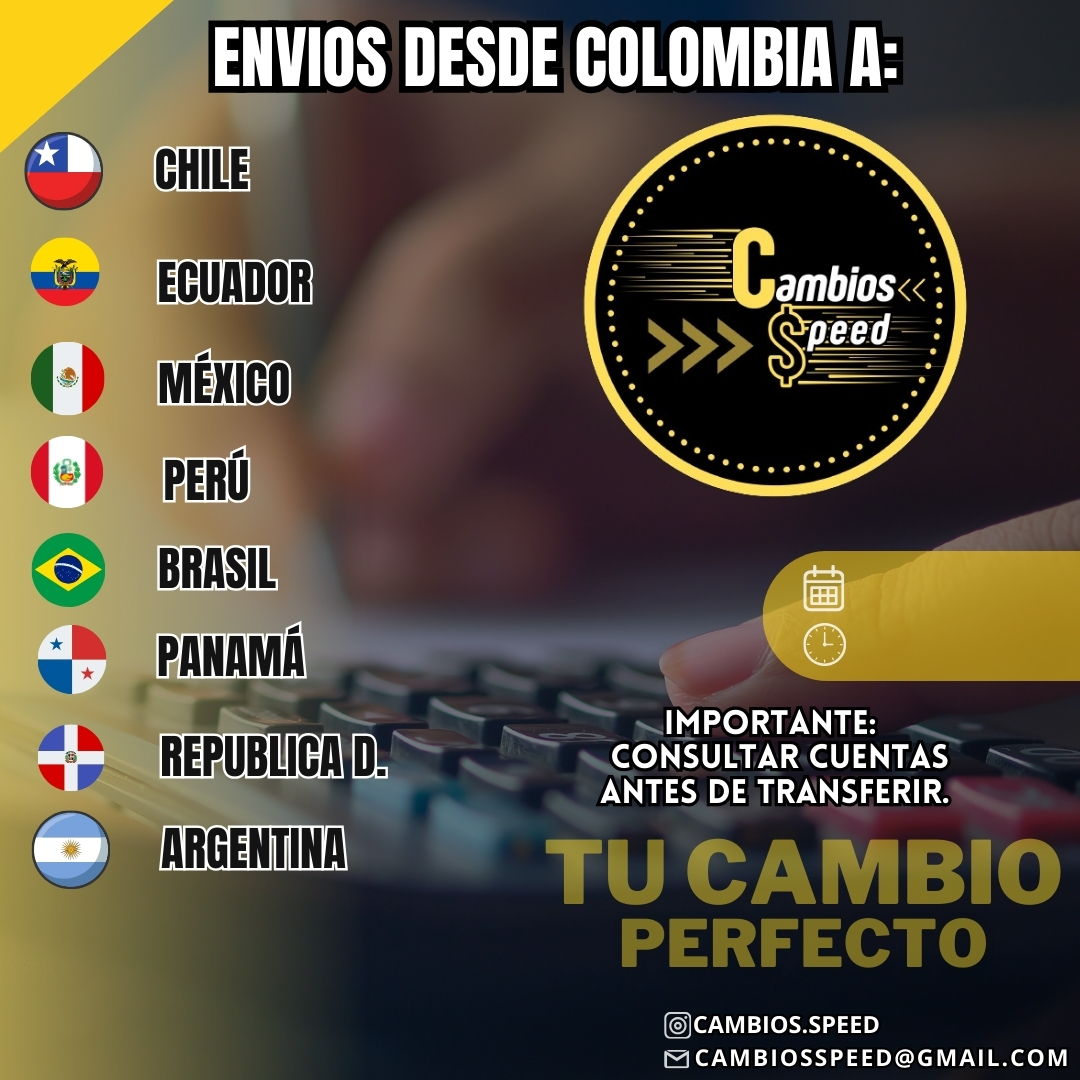 ENVIOS DESDE COLOMBIA A:
CHILE
ECUADOR
MÉXICO
PERÚ
BRASIL
PANAMÁ
REPUBLICA D.
ARGENTINA
Cambios
$peed
IMPORTANTE:
CONSULTAR CUENTAS
ANTES DE TRANSFERIR.
TU CAMBIO
PERFECTO
CAMBIOS.SPEED
CAMBIOSSPEED@GMAIL.COM